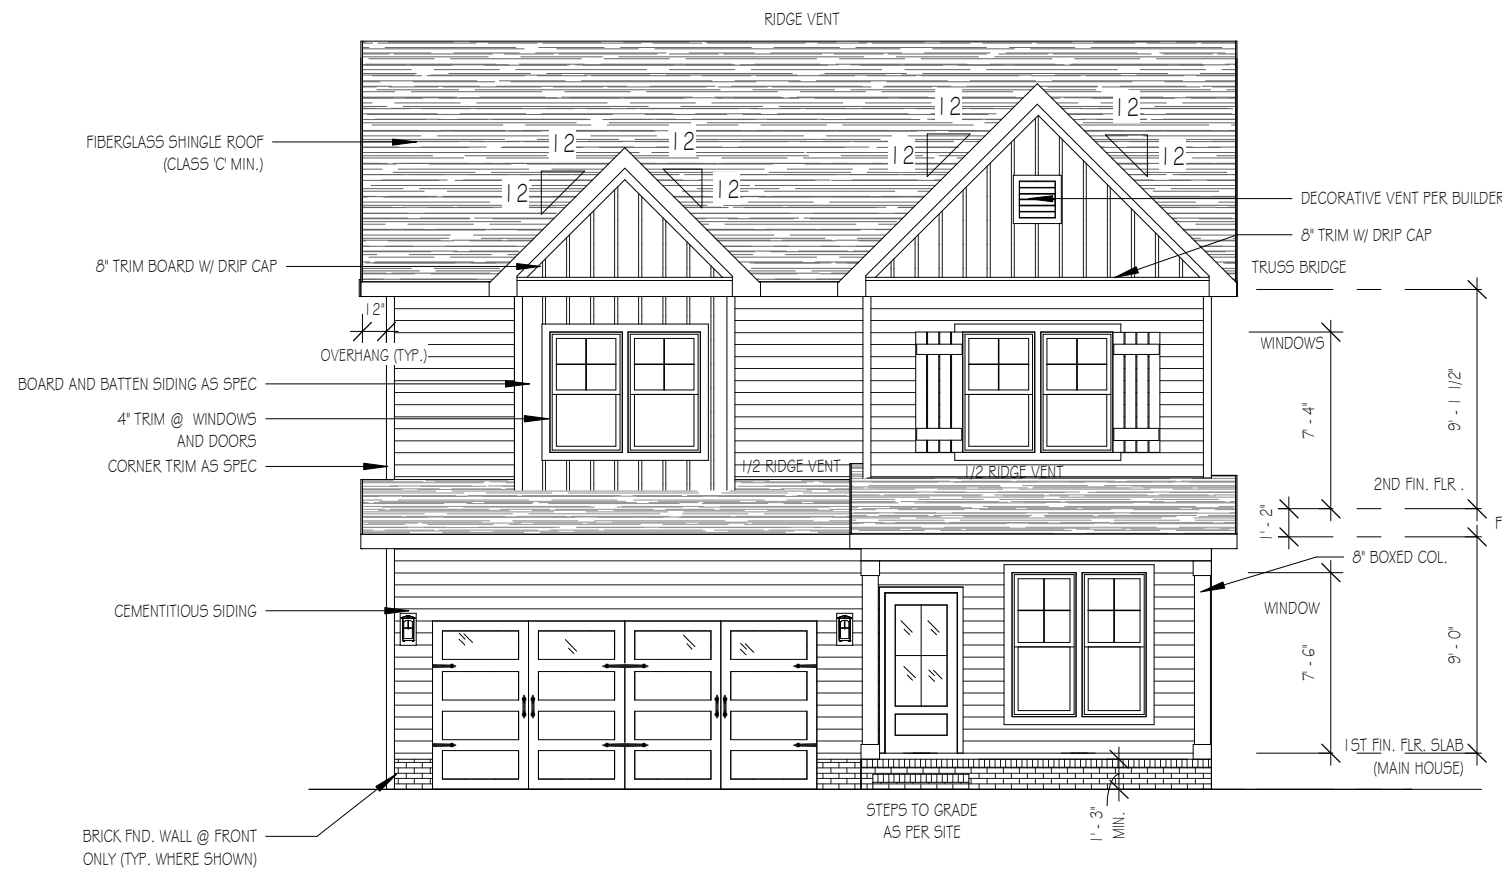 RIDGE VENT
12
12
12
12
FIBERGLASS SHINGLE ROOF
(CLASS 'C' MIN.)
12
12
12
12
DECORATIVE VENT PER BUILDER
8" TRIM W/ DRIP CAP
8" TRIM BOARD W/ DRIP CAP
TRUSS BRIDGE
12"
OVERHANG (TYP.)
WINDOWS
BOARD AND BATTEN SIDING AS SPEC
4" TRIM @ WINDOWS
AND DOORS
7' - 4"
9' - 1 1/2"
CORNER TRIM AS SPEC
1/2 RIDGE VENT
1/2 RIDGE VENT
2ND FIN. FLR .
1' - 2"
F
8" BOXED COL.
CEMENTITIOUS SIDING
WINDOW
7' - 6"
9' - 0"
1ST FIN. FLR. SLAB
(MAIN HOUSE)
STEPS TO GRADE
AS PER SITE
1' - 3"
MIN.
BRICK FND. WALL @ FRONT
ONLY (TYP. WHERE SHOWN)